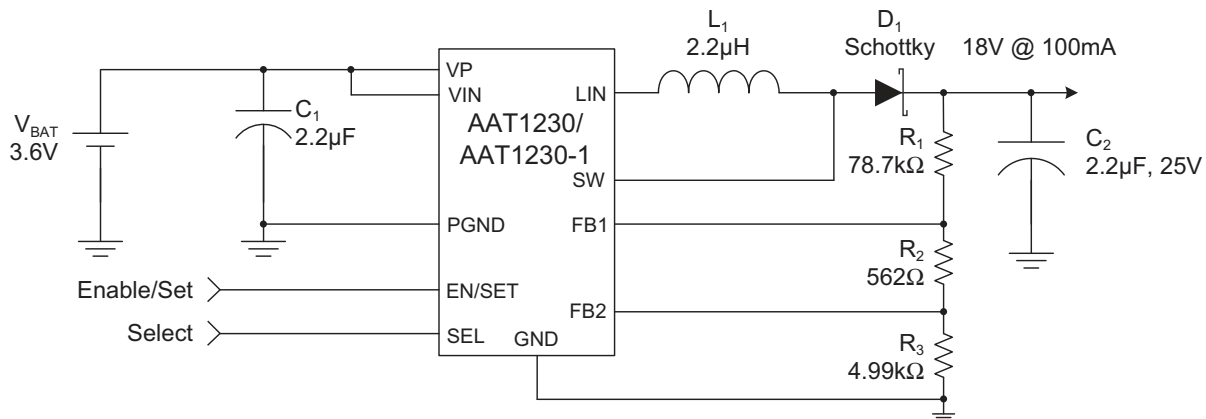 L₁
2.2µH
D₁
Schottky
18V @ 100mA
VP
VIN
LIN
AAT1230/
AAT1230-1
C₁
2.2µF
V_BAT
3.6V
R₁
78.7kΩ
C₂
2.2µF, 25V
SW
PGND
FB1
R₂
562Ω
Enable/Set
EN/SET
FB2
Select
SEL
GND
R₃
4.99kΩ